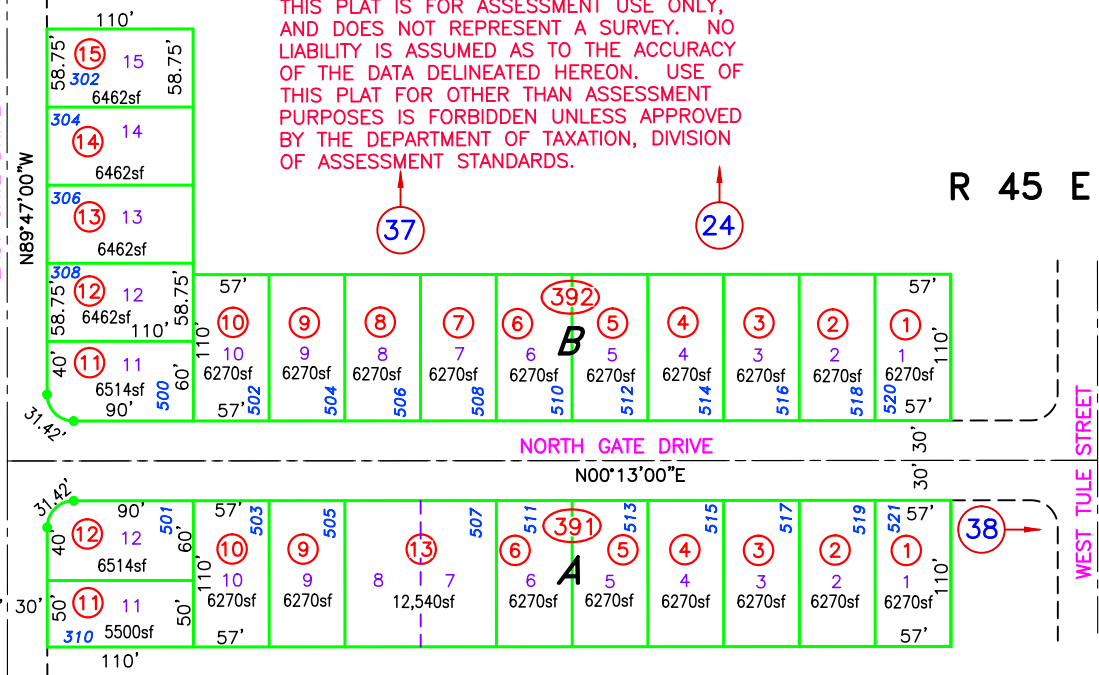 THIS PLAT IS FOR ASSESSMENT USE ONLY,
AND DOES NOT REPRESENT A SURVEY. NO
LIABILITY IS ASSUMED AS TO THE ACCURACY
OF THE DATA DELINEATED HEREON. USE OF
THIS PLAT FOR OTHER THAN ASSESSMENT
PURPOSES IS FORBIDDEN UNLESS APPROVED
BY THE DEPARTMENT OF TAXATION, DIVISION
OF ASSESSMENT STANDARDS.
110'
58.75' 15 302 15 58.75'
6462sf
304 14 14
6462sf
N89°47'00"W
306 13 13
6462sf
37 24
R 45 E
308 12 12
58.75' 58.75'
6462sf 110'
40' 11 11 60'
6514sf
90' 500
31.42'
57' 392 57'
10 9 8 7 6 5 4 3 2 1
B
110' 10 9 8 7 6 5 4 3 2 1 110'
6270sf 6270sf 6270sf 6270sf 6270sf 6270sf 6270sf 6270sf 6270sf 6270sf
502 504 506 508 510 512 514 516 518 520
57' 57'
30'
NORTH GATE DRIVE
N00°13'00"E
30'
WEST TULE STREET
31.42'
90' 501
40' 12 12 60'
6514sf
50' 11 11 50'
310 5500sf
110'
30'
57' 503 505 507 511 391 513 515 517 519 521 57'
10 9 13 6 5 4 3 2 1
A
110' 10 9 8 7 6 5 4 3 2 1 110'
6270sf 6270sf 12,540sf 6270sf 6270sf 6270sf 6270sf 6270sf 6270sf
57' 57'
38